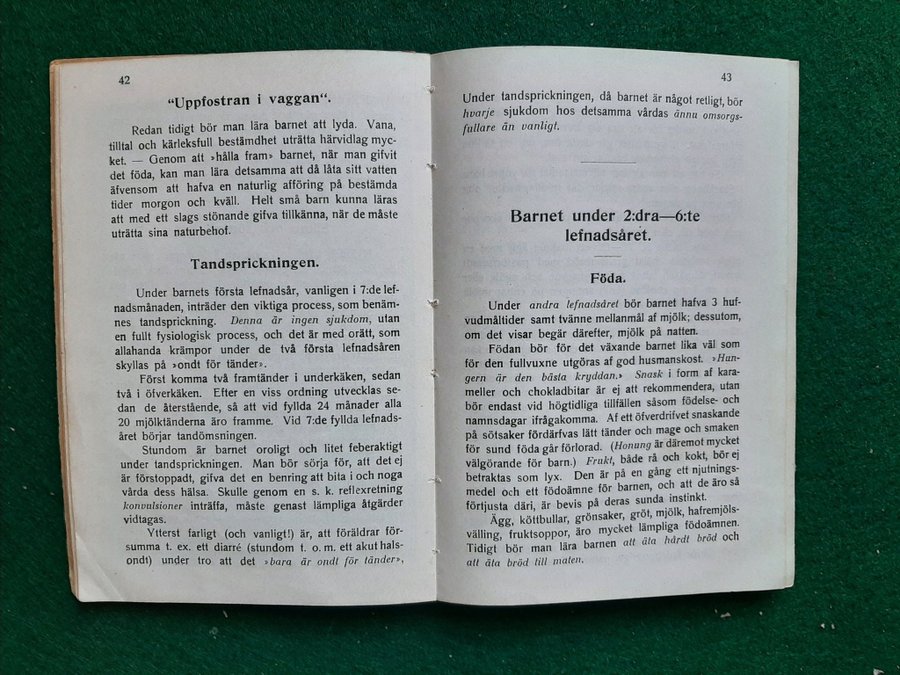 42
“Uppfostran i vaggan“.
Redan tidigt bör man lära barnet att lyda. Vana,
tilltal och kärleksfull bestämdhet uträtta härvidlag myc-
ket. — Genom att »hålla fram» barnet, när man gifvit
det föda, kan man lära detsamma att då låta sitt vatten
äfvensom att hafva en naturlig afföring på bestämda
tider morgon och kväll. Helt små barn kunna läras
att med ett slags stönande gifva tillkänna, när de måste
uträtta sina naturbehof.
Tandsprickningen.
Under barnets första lefnadsår, vanligen i 7:de lef-
nadsmånaden, inträder den viktiga process, som benäm-
nes tandsprickning. Denna är ingen sjukdom, utan
en fullt fysiologisk process, och det är med orätt, som
allahanda krämpor under de två första lefnadsåren
skyllas på »ondt för tänder».
Först komma två framtänder i underkäken, sedan
två i öfverkäken. Efter en viss ordning utvecklas se-
dan de återstående, så att vid fyllda 24 månader alla
20 mjölktänderna äro framme. Vid 7:de fyllda lefnads-
året börjar tandömsningen.
Stundom är barnet oroligt och litet feberaktigt
under tandsprickningen. Man bör sörja för, att det ej
är förstoppadt, gifva det en benring att bita i och noga
vårda dess hälsa. Skulle genom en s. k. reflexretning
konvulsioner inträffa, måste genast lämpliga åtgärder
vidtagas.
Ytterst farligt (och vanligt!) är, att föräldrar för-
summa t. ex. ett diarré (stundom t. o. m. ett akut hals-
ondt) under tro att det »bara är ondt för tänder»,
43
Under tandsprickningen, då barnet är något retligt, bör
hvarje sjukdom hos detsamma vårdas ännu omsorgs-
fullare än vanligt.
Barnet under 2:dra—6:te
lefnadsåret.
Föda.
Under andra lefnadsåret bör barnet hafva 3 huf-
vudmåltider samt tvänne mellanmål af mjölk; dessutom,
om det visar begär därefter, mjölk på natten.
Födan bör för det växande barnet lika väl som
för den fullvuxne utgöras af god husmanskost. »Hun-
gern är den bästa kryddan.» Snask i form af kara-
meller och chokladbitar är ej att rekommendera, utan
bör endast vid högtidliga tillfällen såsom födelse- och
namnsdagar ifrågakomma. Af ett öfverdrifvet snaskande
på sötsaker fördärfvas lätt tänder och mage och smaken
för sund föda går förlorad. (Honung är däremot mycket
välgörande för barn.) Frukt, både rå och kokt, bör ej
betraktas som lyx. Den är på en gång ett njutnings-
medel och ett födoämne för barnen, och att de äro så
förtjusta däri, är bevis på deras sunda instinkt.
Ägg, köttbullar, grönsaker, gröt, mjölk, hafremjöls-
välling, fruktsoppor, äro mycket lämpliga födoämnen.
Tidigt bör man lära barnen att äta hårdt bröd och
att äta bröd till maten.